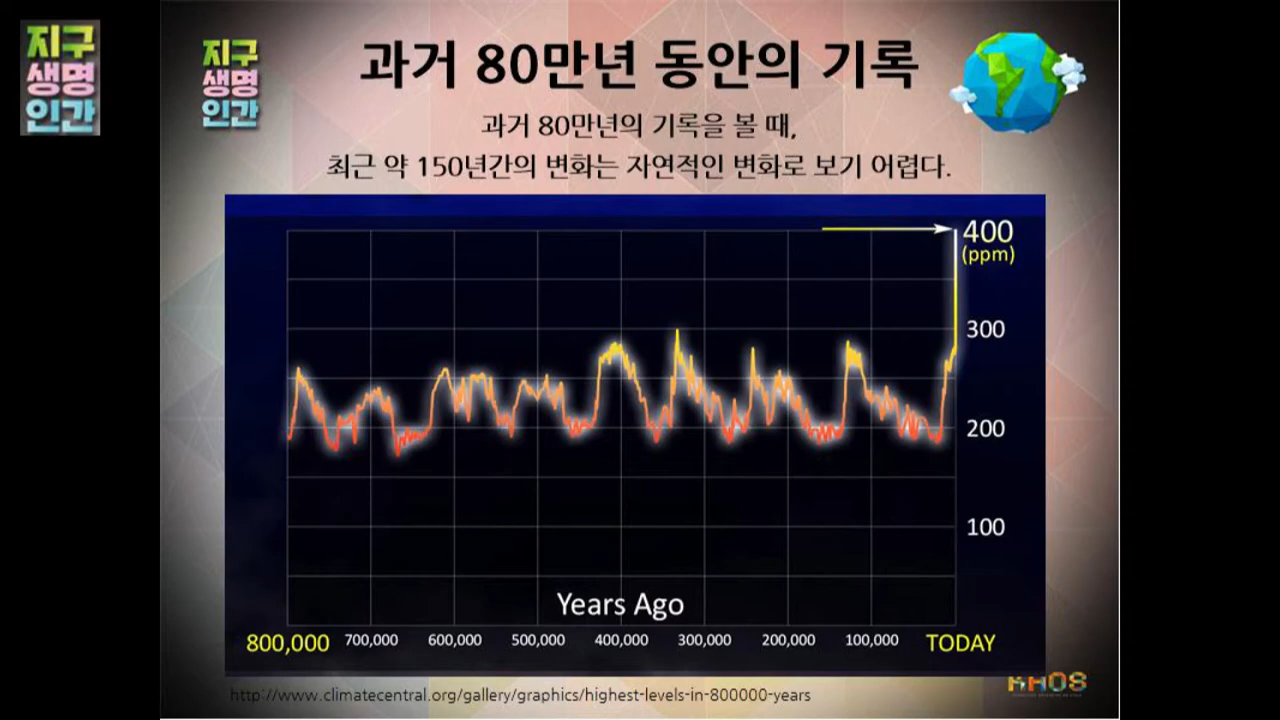 지구
생명
인간
지구
생명
인간
과거 80만년 동안의 기록
과거 80만년의 기록을 볼 때,
최근 약 150년간의 변화는 자연적인 변화로 보기 어렵다.
400
(ppm)
300
200
100
Years Ago
800,000 700,000 600,000 500,000 400,000 300,000 200,000 100,000 TODAY
http://www.climatecentral.org/gallery/graphics/highest-levels-in-800000-years